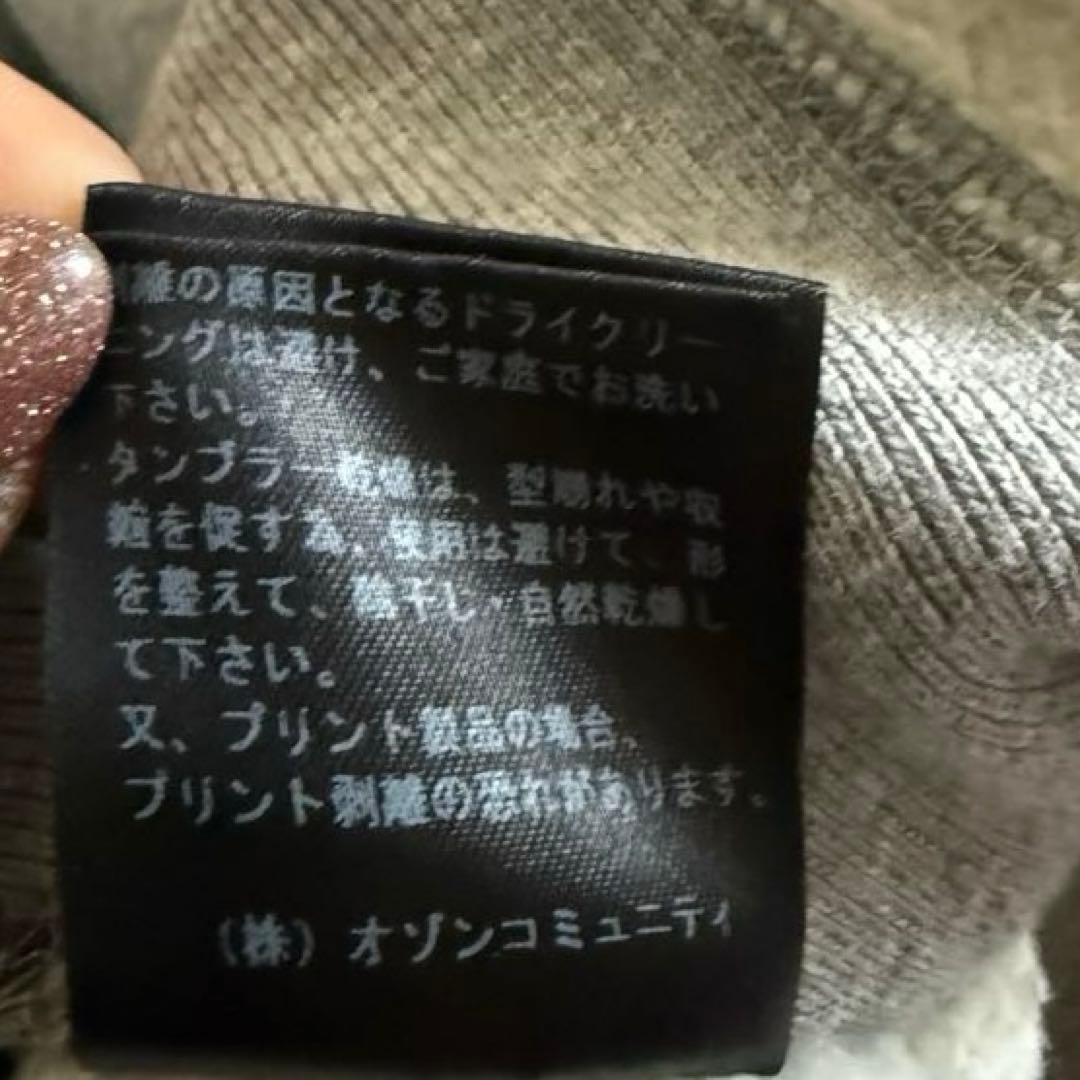 離の原因となるドライクリー
ニングは避け、ご家庭でお洗い
下さい。
タンブラー乾燥は、型崩れや収
縮を促す為、使用は避けて、形
を整えて、陰干し・自然乾燥し
て下さい。
又、プリント製品の場合、
プリント剥離の恐れがあります。
(株)オゾンコミュニティ